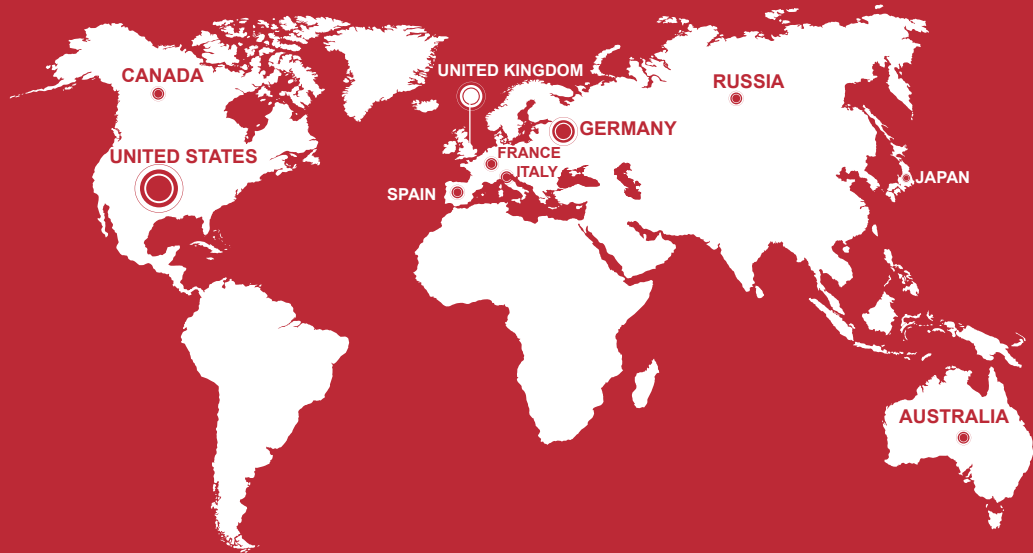 UNITED KINGDOM
CANADA
RUSSIA
GERMANY
FRANCE
UNITED STATES
ITALY
JAPAN
SPAIN
AUSTRALIA